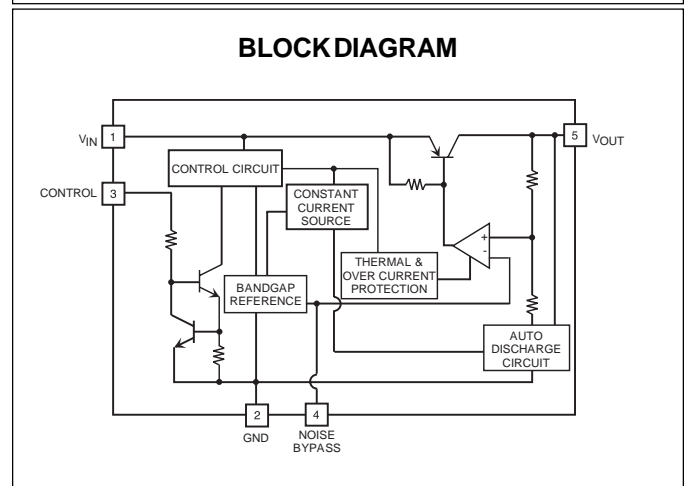 BLOCK DIAGRAM
VIN
1
5
VOUT
CONTROL CIRCUIT
CONTROL
3
CONSTANT
CURRENT
SOURCE
+
-
THERMAL &
OVER CURRENT
PROTECTION
BANDGAP
REFERENCE
AUTO
DISCHARGE
CIRCUIT
2
4
GND
NOISE
BYPASS